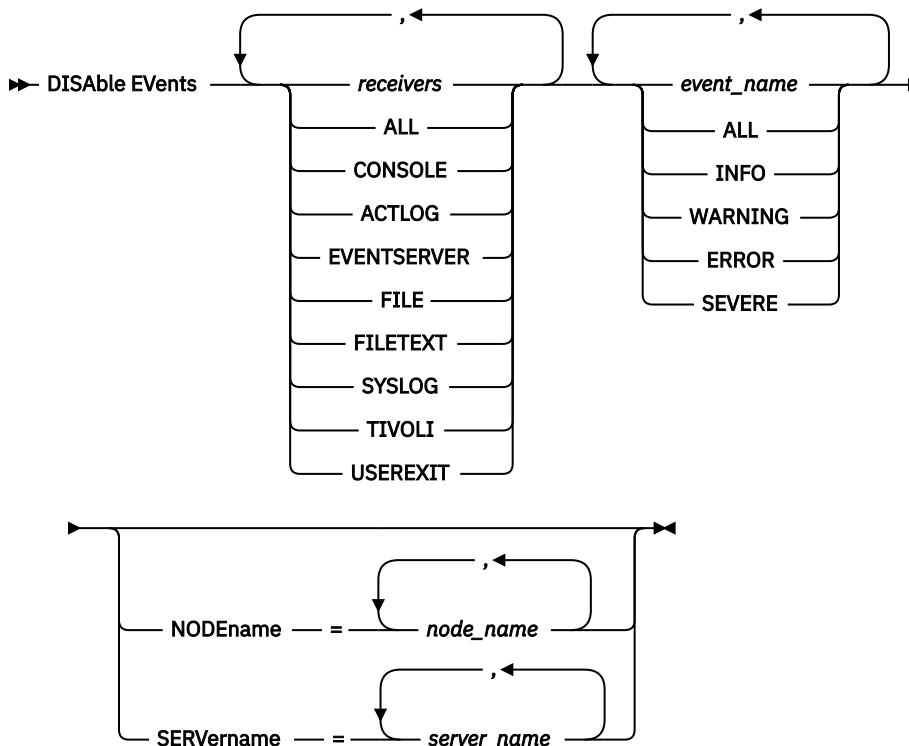 , ,
DISAble EVents receivers event_name
ALL ALL
CONSOLE INFO
ACTLOG WARNING
EVENTSERVER ERROR
FILE SEVERE
FILETEXT
SYSLOG
TIVOLI
USEREXIT
,
NODEname = node_name
,
SERVername = server_name